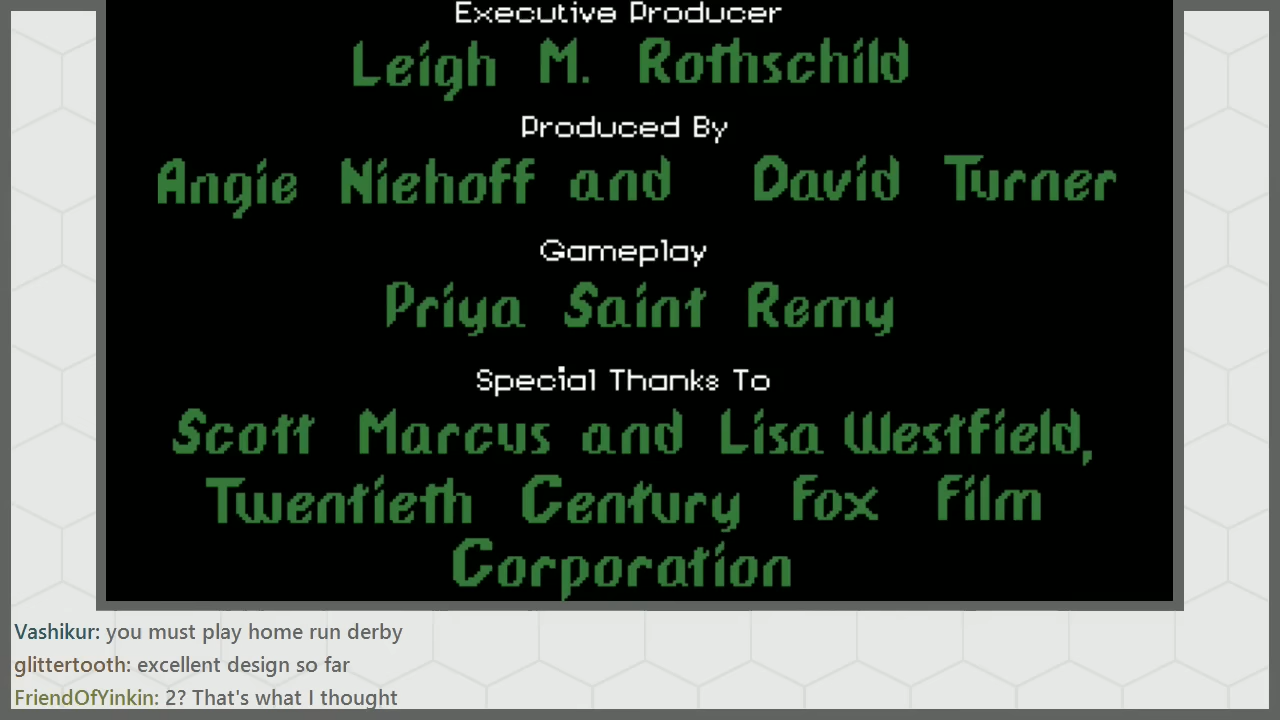 Executive Producer
Leigh M. Rothschild
Produced By
Angie Niehoff and David Turner
Gameplay
Priya Saint Remy
Special Thanks To
Scott Marcus and Lisa Westfield,
Twentieth Century Fox Film
Corporation
Vashikur: you must play home run derby
glittertooth: excellent design so far
FriendOfYinkin: 2? That's what I thought